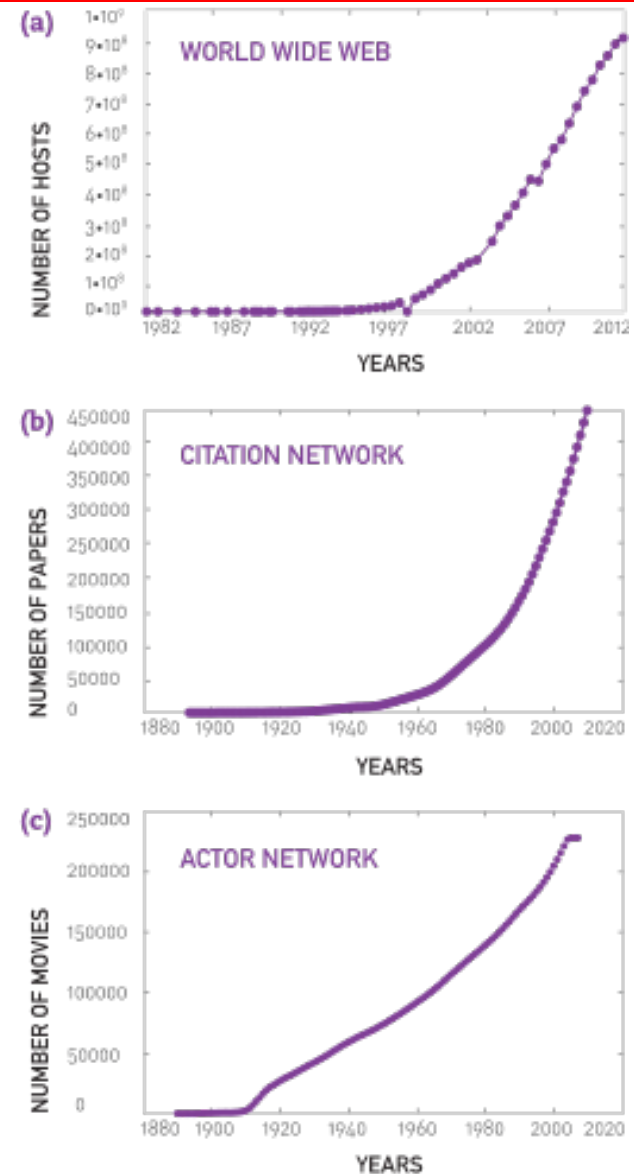 (a)
WORLD WIDE WEB
1•10⁹
9•10⁸
8•10⁸
7•10⁸
6•10⁸
5•10⁸
4•10⁸
3•10⁸
2•10⁸
1•10⁸
0•10⁸
NUMBER OF HOSTS
1982 1987 1992 1997 2002 2007 2012
YEARS
(b)
CITATION NETWORK
450000
400000
350000
300000
250000
200000
150000
100000
50000
0
NUMBER OF PAPERS
1880 1900 1920 1940 1960 1980 2000 2020
YEARS
(c)
ACTOR NETWORK
250000
200000
150000
100000
50000
0
NUMBER OF MOVIES
1880 1900 1920 1940 1960 1980 2000 2020
YEARS